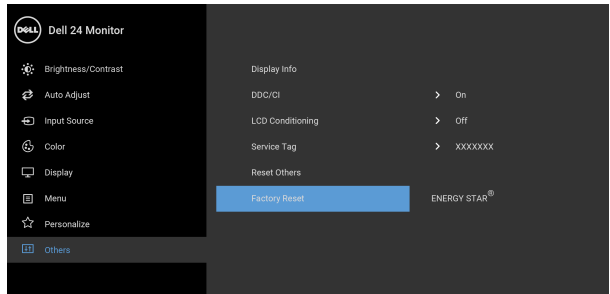 DELL Dell 24 Monitor
Brightness/Contrast
Display Info
Auto Adjust
DDC/CI > On
Input Source
LCD Conditioning > Off
Color
Service Tag > XXXXXXX
Display
Reset Others
Menu
Factory Reset ENERGY STAR®
Personalize
Others